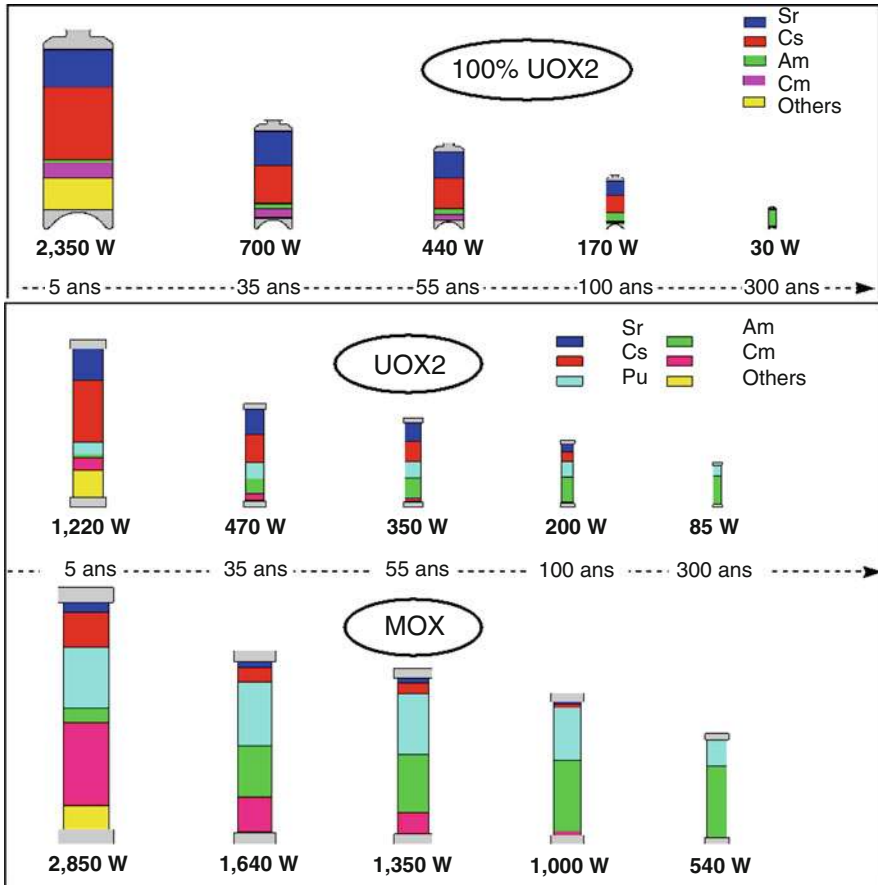 Sr
Cs
Am
Cm
Others
100% UOX2
2,350 W 700 W 440 W 170 W 30 W
5 ans 35 ans 55 ans 100 ans 300 ans
Sr Am
Cs Cm
Pu Others
UOX2
1,220 W 470 W 350 W 200 W 85 W
5 ans 35 ans 55 ans 100 ans 300 ans
MOX
2,850 W 1,640 W 1,350 W 1,000 W 540 W